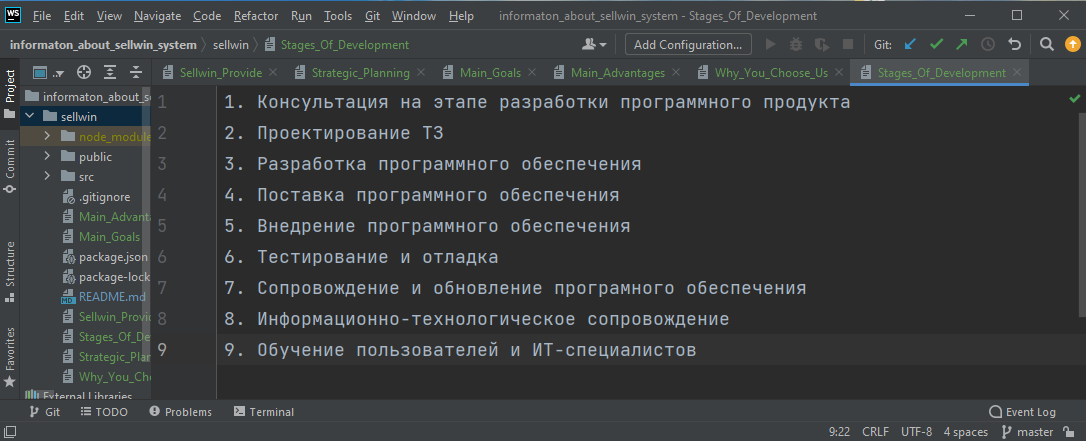 WS File Edit View Navigate Code Refactor Run Tools Git Window Help informaton_about_sellwin_system - Stages_Of_Development
informaton_about_sellwin_system sellwin Stages_Of_Development Add Configuration... Git:
Sellwin_Provide Strategic_Planning Main_Goals Main_Advantages Why_You_Choose_Us Stages_Of_Development
Project
Commit
Structure
Favorites
informaton_about_s
sellwin
node_module
public
src
.gitignore
Main_Advanta
Main_Goals
package.json
package-lock
README.md
Sellwin_Provid
Stages_Of_De
Strategic_Plan
Why_You_Cho
External Libraries
1 1. Консультация на этапе разработки программного продукта
2 2. Проектирование ТЗ
3 3. Разработка программного обеспечения
4 4. Поставка программного обеспечения
5 5. Внедрение программного обеспечения
6 6. Тестирование и отладка
7 7. Сопровождение и обновление програмного обеспечения
8 8. Информационно-технологическое сопровождение
9 9. Обучение пользователей и ИТ-специалистов
Git TODO Problems Terminal Event Log
9:22 CRLF UTF-8 4 spaces master